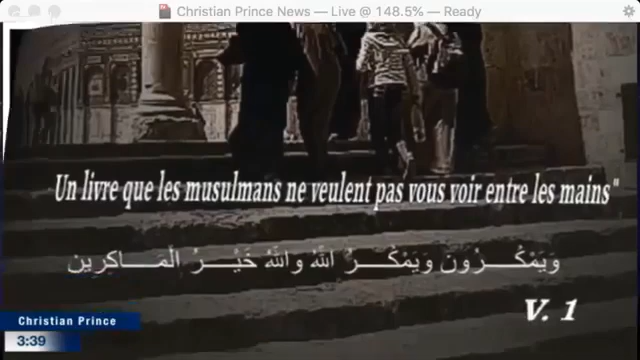 Christian Prince News — Live @ 148.5% — Ready
Un livre que les musulmans ne veulent pas vous voir entre les mains"
وَيَمْكُرُون وَيَمْكُرُ اللَّهُ وَاللَّهُ خَيْرُ الْمَاكِرِين
V. 1
Christian Prince
3:39